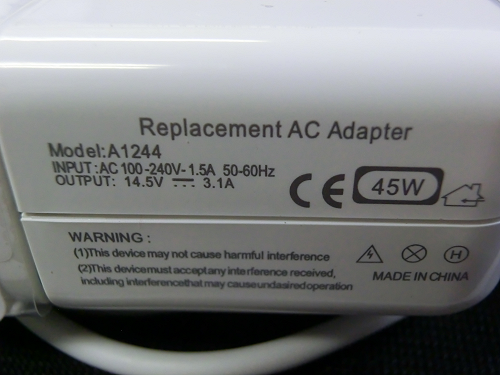 Replacement AC Adapter
Model:A1244
INPUT:AC 100-240V-1.5A 50-60Hz
OUTPUT: 14.5V 3.1A
CE
45W
WARNING :
(1)This device may not cause harmful interference
(2)This devicemust acceptany interference received,
including interferencethat may causeundasiredoperation
H
MADE IN CHINA